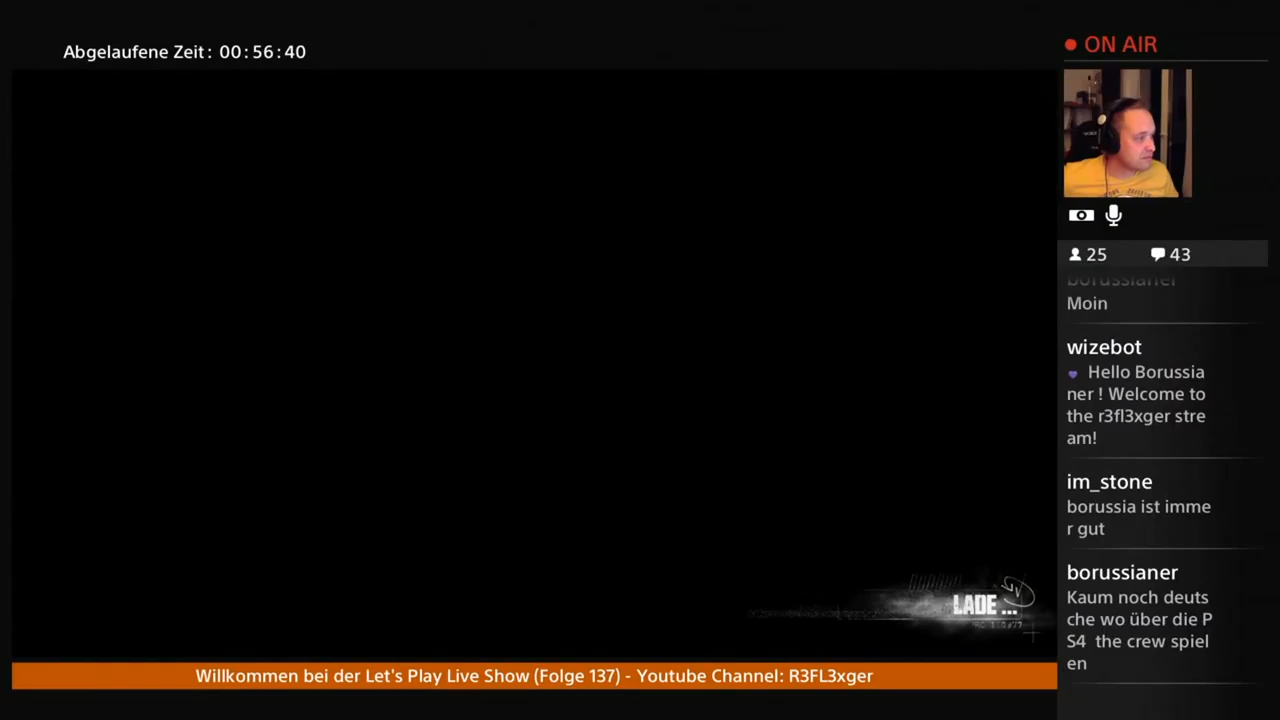 Abgelaufene Zeit: 00:56:40
ON AIR
25 43
borussianer
Moin
wizebot
Hello Borussia
ner ! Welcome to
the r3fl3xger stre
am!
im_stone
borussia ist imme
r gut
borussianer
Kaum noch deuts
che wo über die P
S4 the crew spiel
en
LADE ...
Willkommen bei der Let's Play Live Show (Folge 137) - Youtube Channel: R3FL3xger